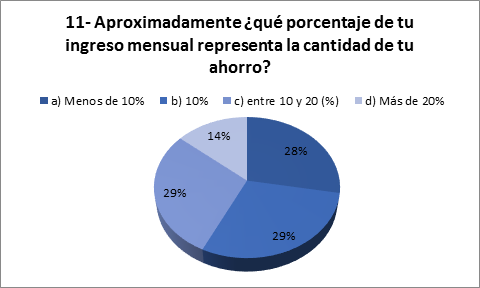 11- Aproximadamente ¿qué porcentaje de tu
ingreso mensual representa la cantidad de tu
ahorro?
a) Menos de 10% b) 10% c) entre 10 y 20 (%) d) Más de 20%
14%
28%
29%
29%